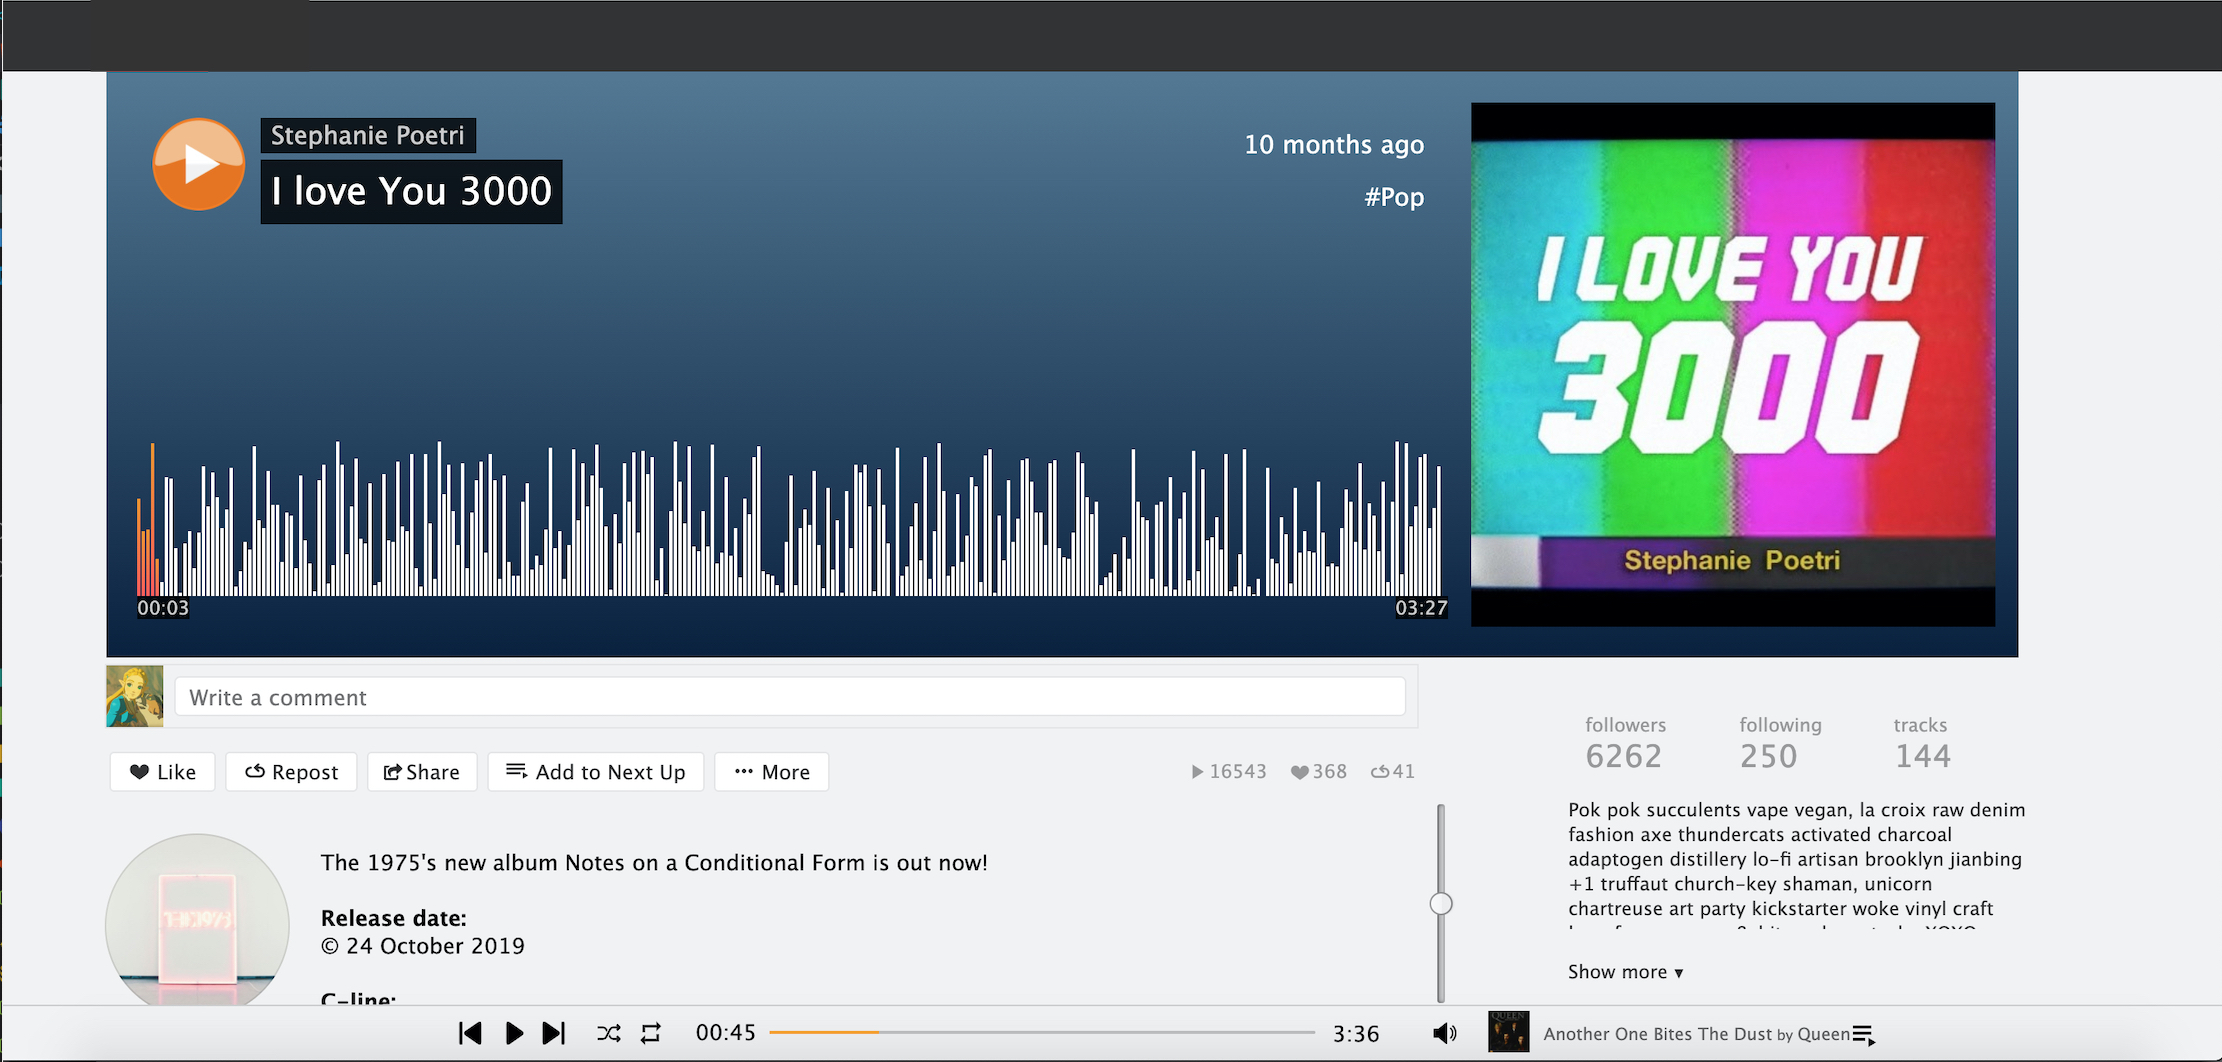 Stephanie Poetri
I love You 3000
10 months ago
#Pop
I LOVE YOU
3000
Stephanie Poetri
00:03
03:27
Write a comment
Like
Repost
Share
Add to Next Up
More
16543
368
41
followers
6262
following
250
tracks
144
The 1975's new album Notes on a Conditional Form is out now!
Release date:
© 24 October 2019
C-line:
Pok pok succulents vape vegan, la croix raw denim
fashion axe thundercats activated charcoal
adaptogen distillery lo-fi artisan brooklyn jianbing
+1 truffaut church-key shaman, unicorn
chartreuse art party kickstarter woke vinyl craft
Show more ▾
00:45
3:36
QUEEN
Another One Bites The Dust by Queen